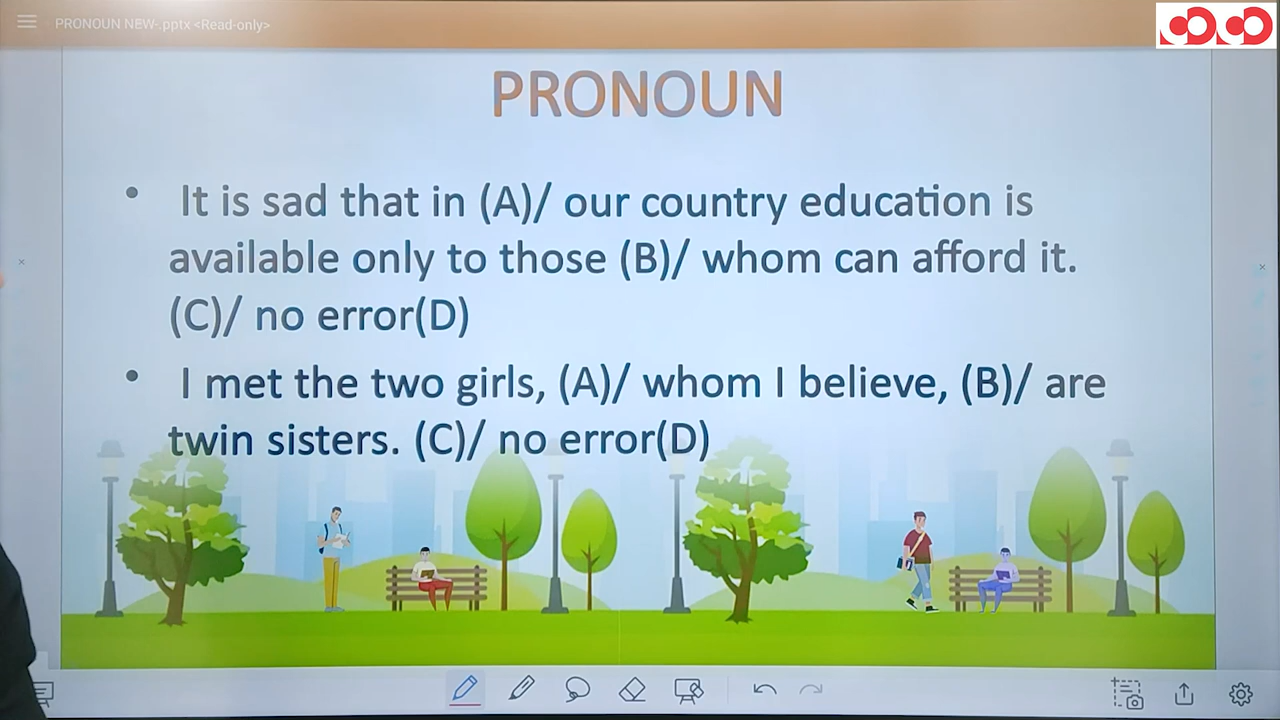 PRONOUN NEW-.pptx <Read-only>
PRONOUN
• It is sad that in (A)/ our country education is
available only to those (B)/ whom can afford it.
(C)/ no error(D)
• I met the two girls, (A)/ whom I believe, (B)/ are
twin sisters. (C)/ no error(D)